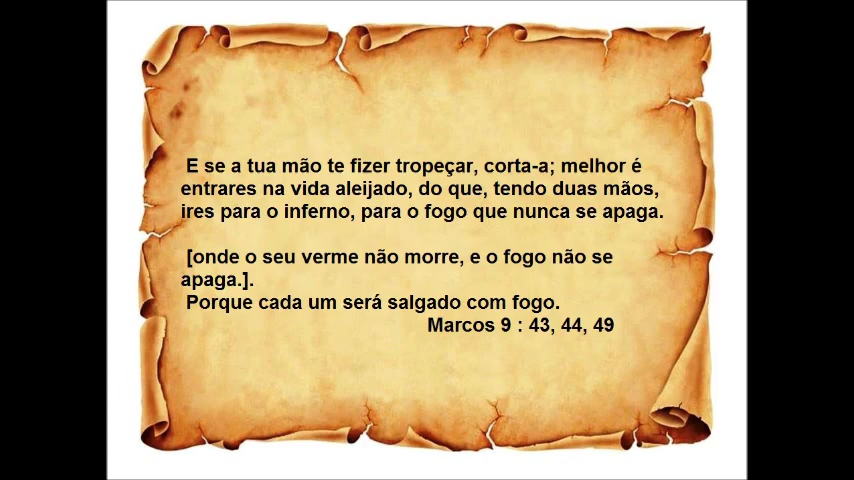 E se a tua mão te fizer tropeçar, corta-a; melhor é
entrares na vida aleijado, do que, tendo duas mãos,
ires para o inferno, para o fogo que nunca se apaga.
[onde o seu verme não morre, e o fogo não se
apaga.].
Porque cada um será salgado com fogo.
Marcos 9 : 43, 44, 49